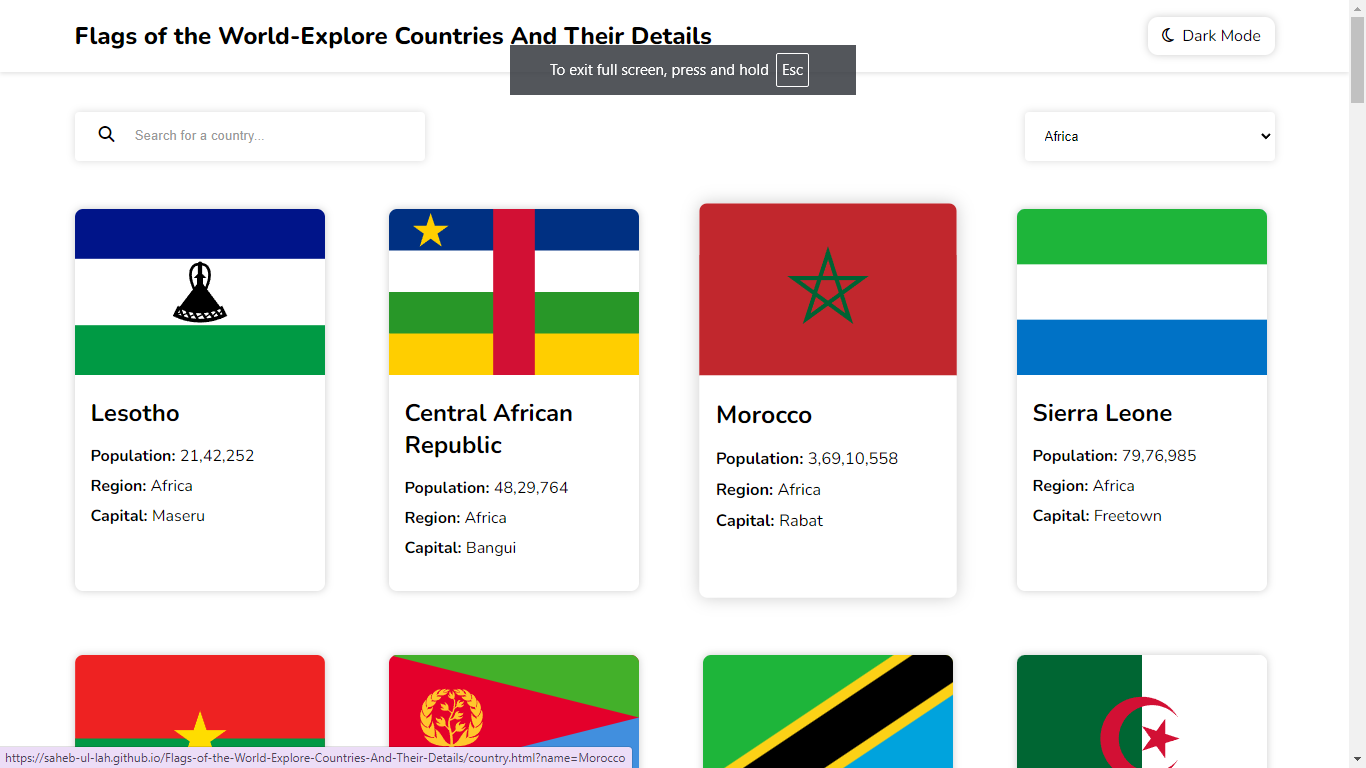 Flags of the World-Explore Countries And Their Details
Dark Mode
To exit full screen, press and hold Esc
Search for a country...
Africa
Lesotho
Population: 21,42,252
Region: Africa
Capital: Maseru
Central African
Republic
Population: 48,29,764
Region: Africa
Capital: Bangui
Morocco
Population: 3,69,10,558
Region: Africa
Capital: Rabat
Sierra Leone
Population: 79,76,985
Region: Africa
Capital: Freetown
https://saheb-ul-lah.github.io/Flags-of-the-World-Explore-Countries-And-Their-Details/country.html?name=Morocco